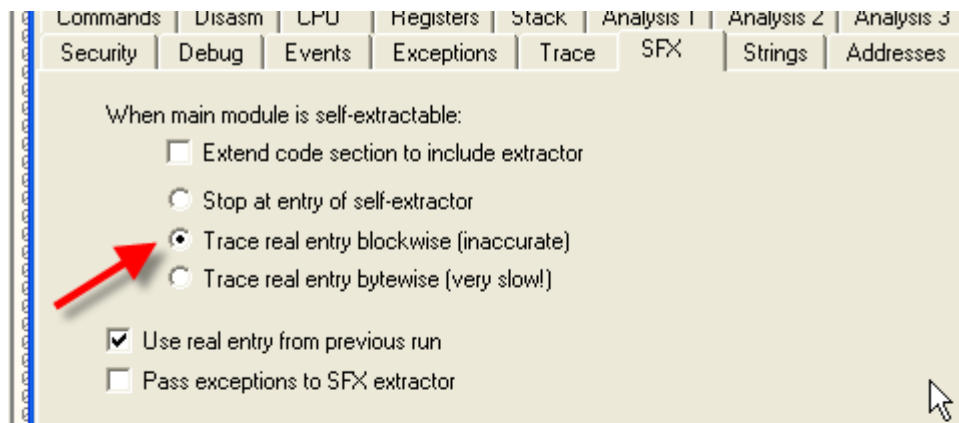 Commands Disasm CPU Registers Stack Analysis 1 Analysis 2 Analysis 3
Security Debug Events Exceptions Trace SFX Strings Addresses
When main module is self-extractable:
Extend code section to include extractor
Stop at entry of self-extractor
Trace real entry blockwise (inaccurate)
Trace real entry bytewise (very slow!)
Use real entry from previous run
Pass exceptions to SFX extractor